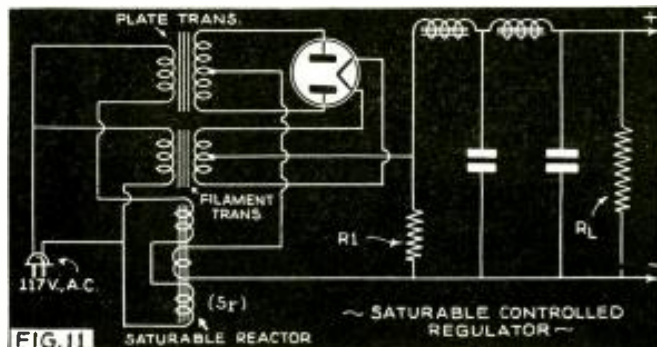 PLATE TRANS.
FILAMENT
TRANS.
R1
RL
117V., A.C.
(Sr)
SATURABLE REACTOR
~ SATURABLE CONTROLLED
REGULATOR ~
FIG.11
+
-